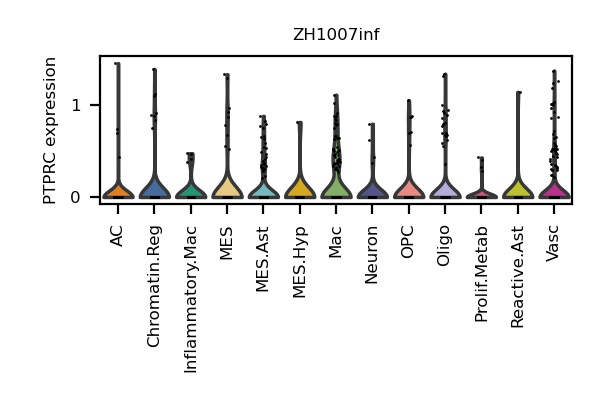 ZH1007inf
PTPRC expression
1
0
AC
Chromatin.Reg
Inflammatory.Mac
MES
MES.Ast
MES.Hyp
Mac
Neuron
OPC
Oligo
Prolif.Metab
Reactive.Ast
Vasc